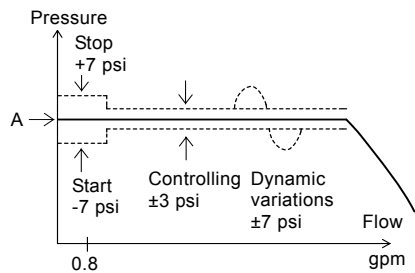 Pressure
Stop
+7 psi
A
Start
-7 psi
Controlling
±3 psi
Dynamic
variations
±7 psi
Flow
gpm
0.8